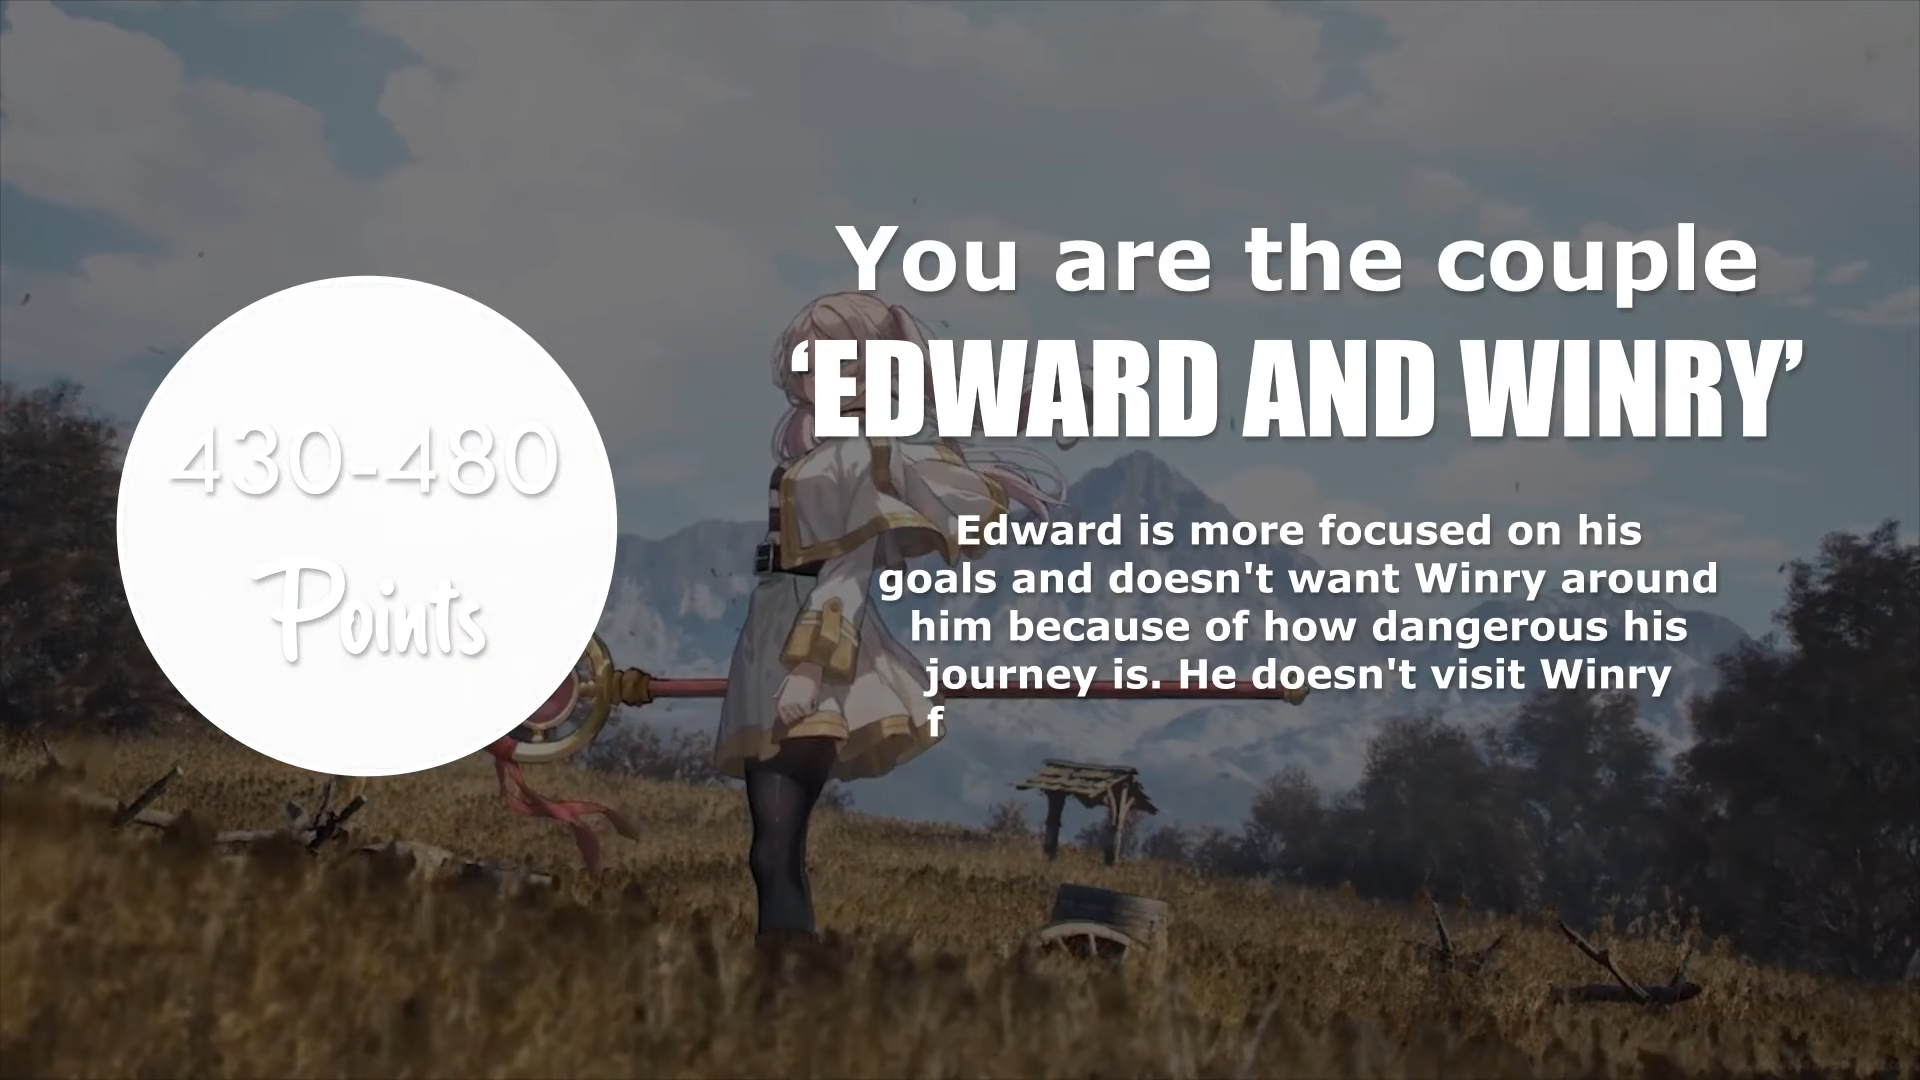 430-480
Points
You are the couple
‘EDWARD AND WINRY’
Edward is more focused on his
goals and doesn't want Winry around
him because of how dangerous his
journey is. He doesn't visit Winry
f